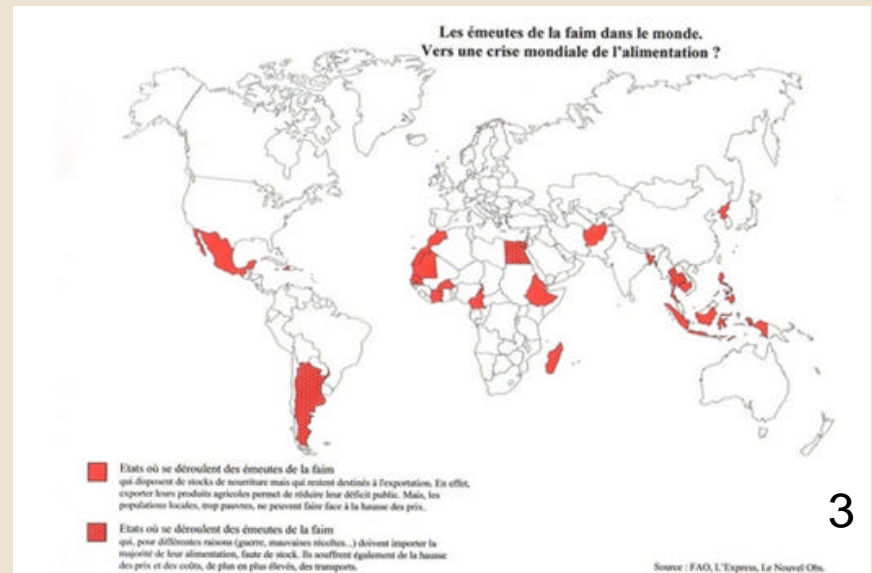 Les émeutes de la faim dans le monde.
Vers une crise mondiale de l'alimentation ?
Etats où se déroulent des émeutes de la faim
qui disposent de stocks de nourriture mais qui restent destinés à l'exportation. En effet,
exporter leurs produits agricoles permet de réduire leur déficit public. Mais, les
populations locales, trop pauvres, ne peuvent faire face à la hausse des prix.
Etats où se déroulent des émeutes de la faim
qui, pour différentes raisons (guerre, mauvaises récoltes...) doivent importer la
majorité de leur alimentation, faute de stock. Ils souffrent également de la hausse
des prix et des coûts, de plus en plus élevés, des transports.
3
Source : FAO, L'Express, Le Nouvel Obs.